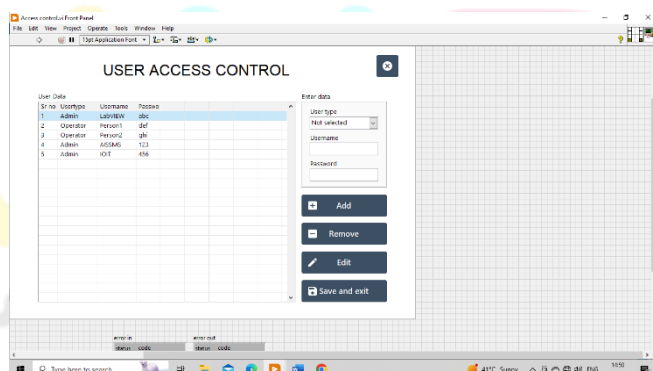 Access control.vi Front Panel
File Edit View Project Operate Tools Window Help
15pt Application Font
USER ACCESS CONTROL
User Data
Sr no Usertype Username Passwo
1 Admin LabVIEW abc
2 Operator Person1 def
3 Operator Person2 ghi
4 Admin AISSMS 123
5 Admin IOIT 456
Enter data
User type
Not selected
Username
Password
Add
Remove
Edit
Save and exit
error in error out
status code status code
Type here to search
41°C Sunny ENG 14:50